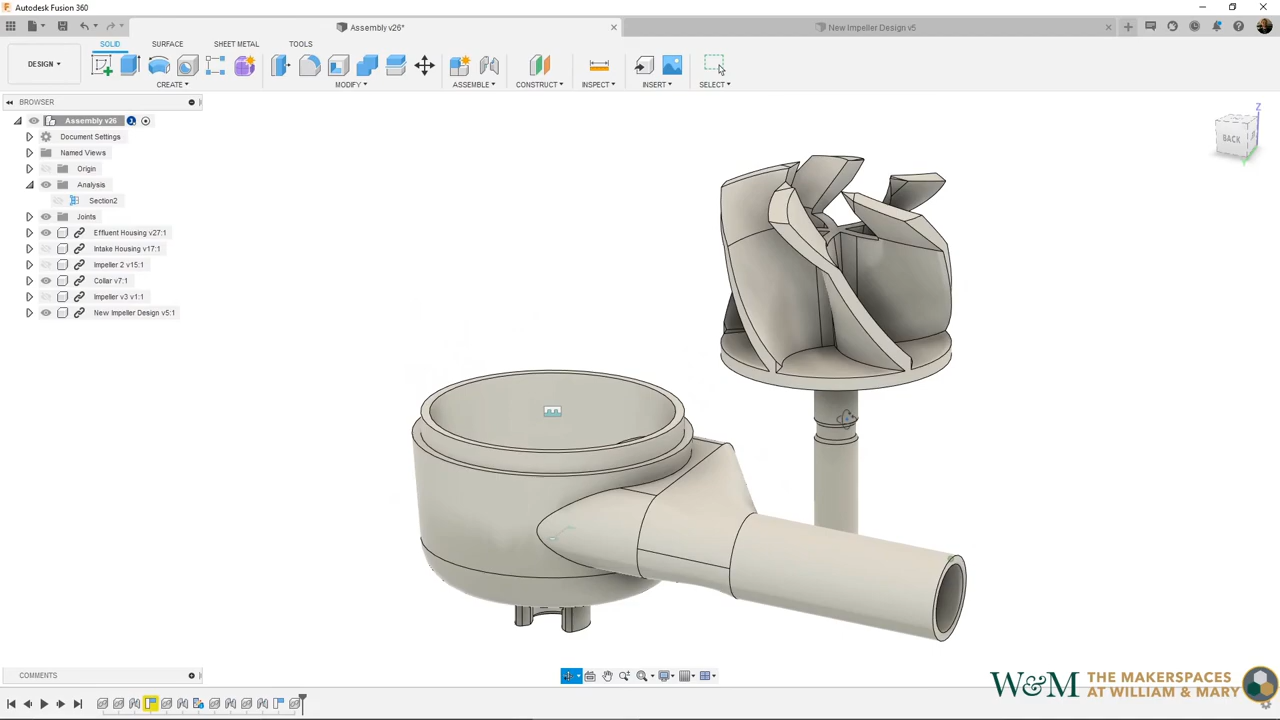 Autodesk Fusion 360
Assembly v26*
New Impeller Design v5
SOLID
SURFACE
SHEET METAL
TOOLS
DESIGN
CREATE
MODIFY
ASSEMBLE
CONSTRUCT
INSPECT
INSERT
SELECT
BROWSER
Assembly v26
Document Settings
Named Views
Origin
Analysis
Section2
Joints
Effluent Housing v27:1
Intake Housing v17:1
Impeller 2 v15:1
Collar v7:1
Impeller v3 v1:1
New Impeller Design v5:1
Z
BACK
COMMENTS
W&M THE MAKERSPACES
AT WILLIAM & MARY